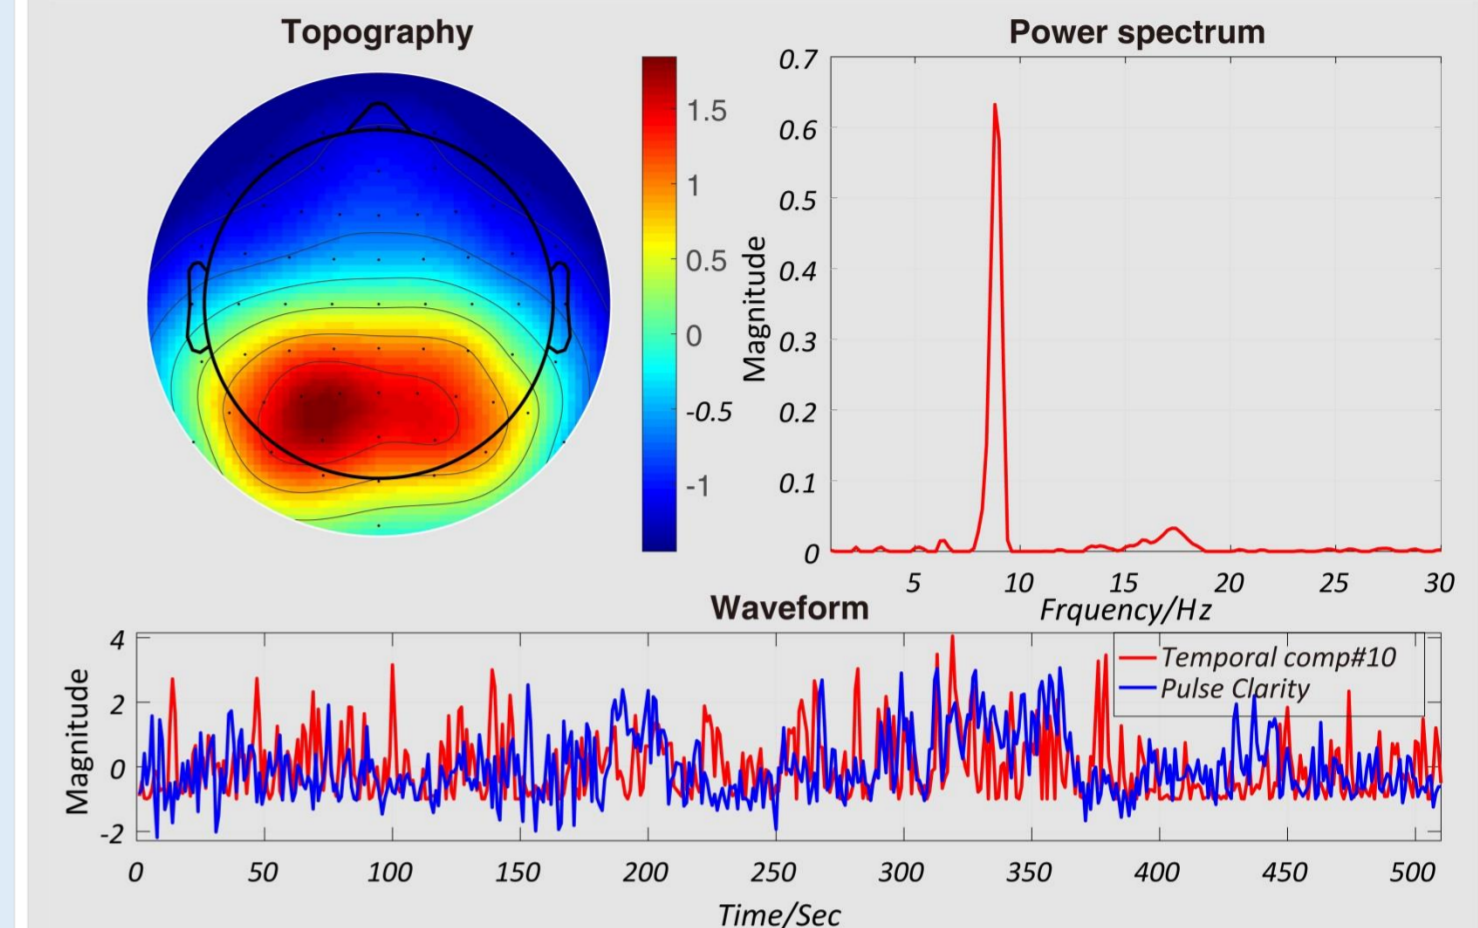 Topography
1.5
1
0.5
0
-0.5
-1
Power spectrum
Magnitude
0.7
0.6
0.5
0.4
0.3
0.2
0.1
0
5 10 15 20 25 30
Frquency/Hz
Waveform
Magnitude
4
2
0
-2
Temporal comp#10
Pulse Clarity
0 50 100 150 200 250 300 350 400 450 500
Time/Sec